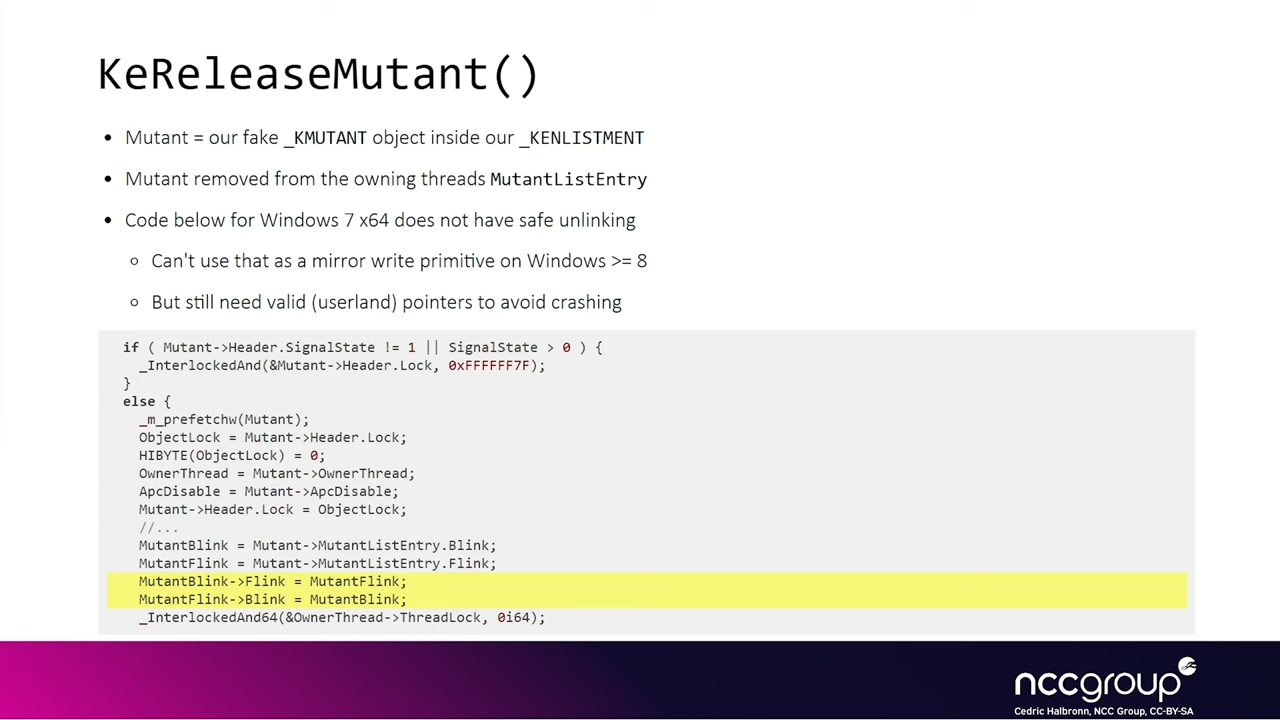 KeReleaseMutant()
• Mutant = our fake _KMUTANT object inside our _KENLISTMENT
• Mutant removed from the owning threads MutantListEntry
• Code below for Windows 7 x64 does not have safe unlinking
○ Can't use that as a mirror write primitive on Windows >= 8
○ But still need valid (userland) pointers to avoid crashing
if ( Mutant->Header.SignalState != 1 || SignalState > 0 ) {
  _InterlockedAnd(&Mutant->Header.Lock, 0xFFFFFF7F);
}
else {
  _m_prefetchw(Mutant);
  ObjectLock = Mutant->Header.Lock;
  HIBYTE(ObjectLock) = 0;
  OwnerThread = Mutant->OwnerThread;
  ApcDisable = Mutant->ApcDisable;
  Mutant->Header.Lock = ObjectLock;
  //...
  MutantBlink = Mutant->MutantListEntry.Blink;
  MutantFlink = Mutant->MutantListEntry.Flink;
  MutantBlink->Flink = MutantFlink;
  MutantFlink->Blink = MutantBlink;
  _InterlockedAnd64(&OwnerThread->ThreadLock, 0i64);
nccgroup
Cedric Halbronn, NCC Group, CC-BY-SA